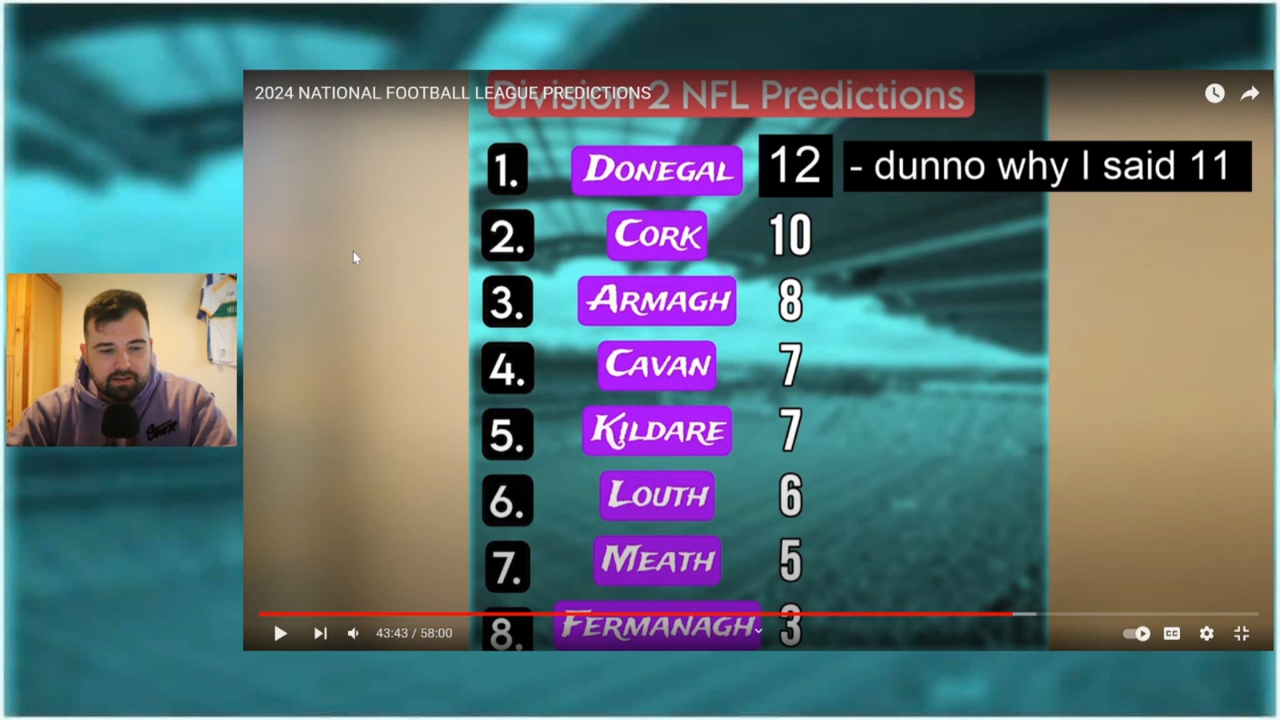 2024 NATIONAL FOOTBALL LEAGUE PREDICTIONS
Division 2 NFL Predictions
1. DONEGAL 12 - dunno why I said 11
2. CORK 10
3. ARMAGH 8
4. CAVAN 7
5. KILDARE 7
6. LOUTH 6
7. MEATH 5
8. FERMANAGH 3
43:43 / 58:00
CC